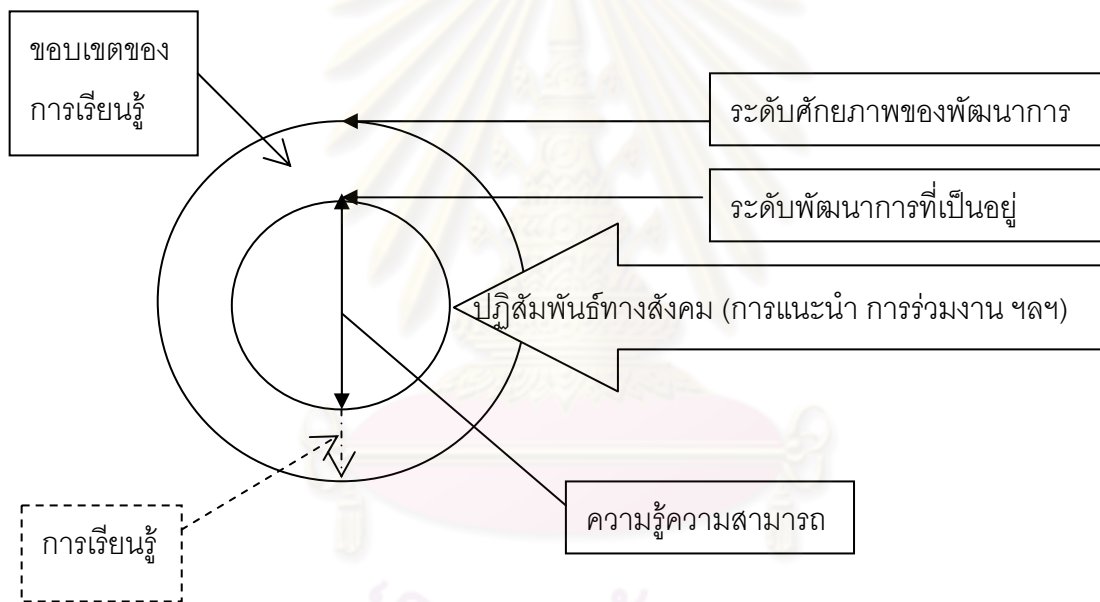 ขอบเขตของ
การเรียนรู้
ระดับศักยภาพของพัฒนาการ
ระดับพัฒนาการที่เป็นอยู่
ปฏิสัมพันธ์ทางสังคม (การแนะนำ การร่วมงาน ฯลฯ)
ความรู้ความสามารถ
การเรียนรู้